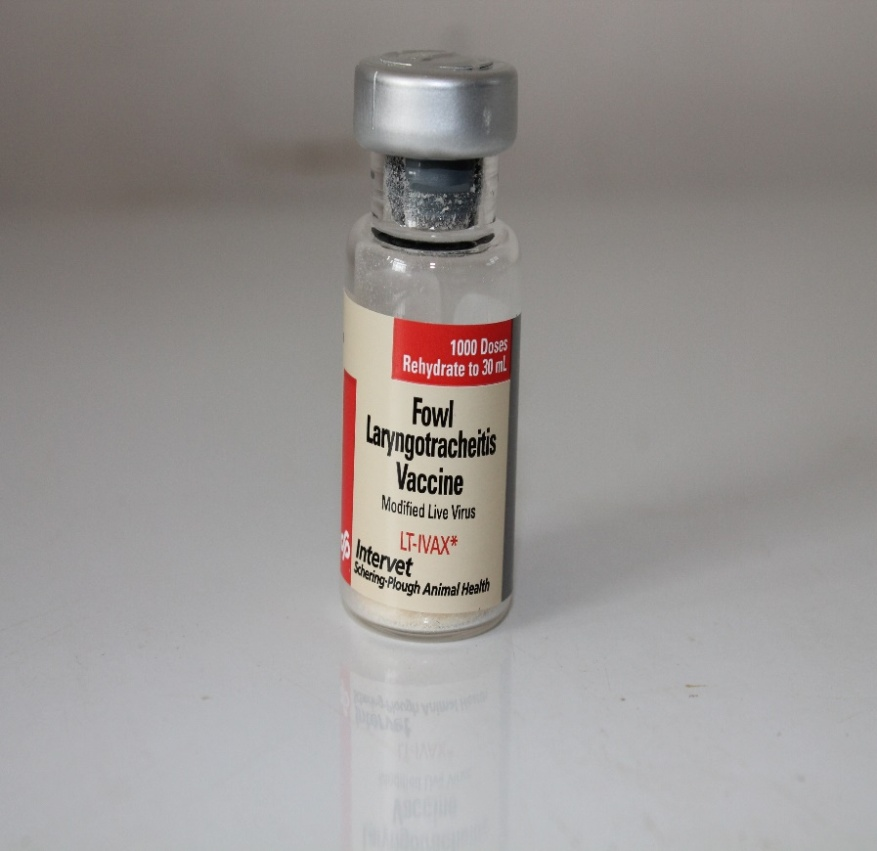 1000 Doses
Rehydrate to 30 mL
Fowl
Laryngotracheitis
Vaccine
Modified Live Virus
LT-IVAX*
Intervet
Schering-Plough Animal Health